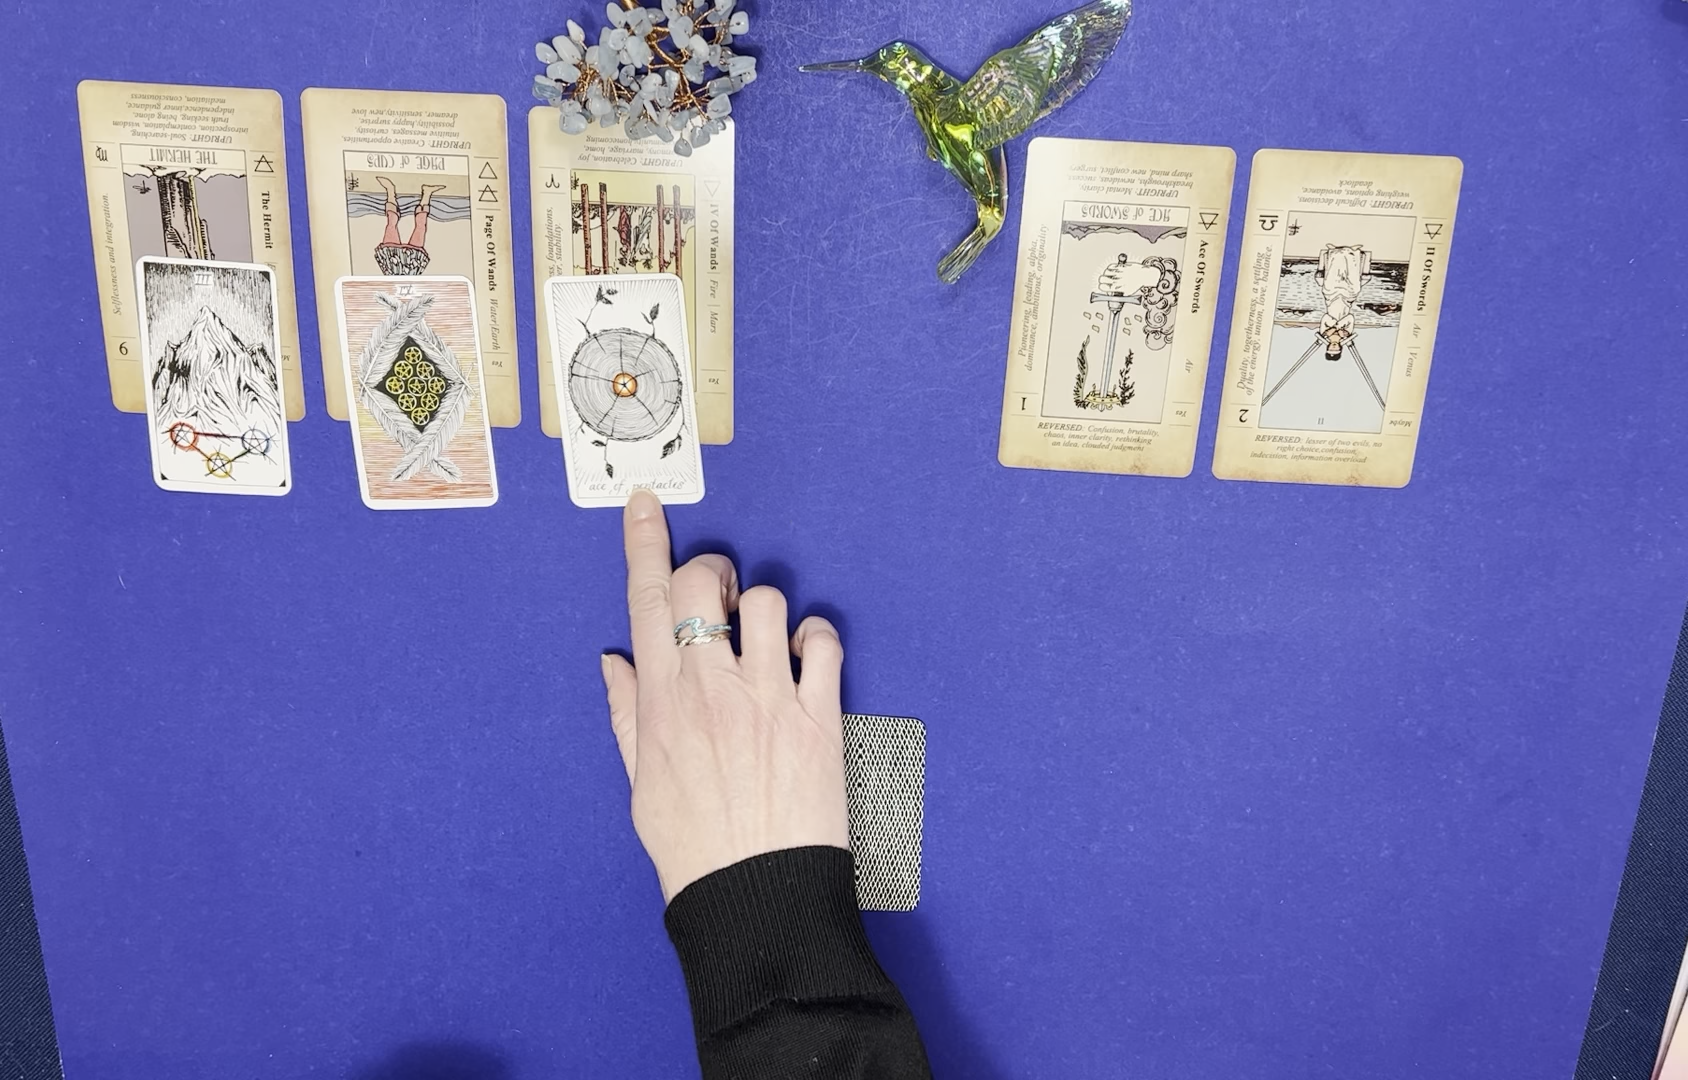 meditation, consciousness
independence, inner guidance,
truth seeking, being alone,
introspection, contemplation, wisdom
UPRIGHT: Soul-searching,
THE HERMIT
The Hermit
Selflessness and integration
9
III
dreamer, sensitivity, new love
possibility, happy surprise,
intuitive messages, curiosity,
UPRIGHT: Creative opportunities,
PAGE of CUPS
Page Of Wands Water|Earth
Yes
homecoming
marriage, home,
UPRIGHT: Celebration, joy
Of Wands | Fire | Mars
foundations,
stability.
Yes
ace of pentacles
sharp mind, new conflict, surgery
breakthroughs, new ideas, success
UPRIGHT: Mental clarity,
ACE of SWORDS
Ace Of Swords Air
Pioneering, leading, alpha,
dominance, ambitious, originality
1
Yes
REVERSED: Confusion, brutality,
chaos, inner clarity, rethinking
an idea, clouded judgment
deadlock
weighing options, avoidance,
UPRIGHT: Difficult decisions,
II Of Swords | Air | Venus
Duality, togetherness, a settling
of the energy, union, love, balance.
2
II
Maybe
REVERSED: lesser of two evils, no
right choice, confusion,
indecision, information overload